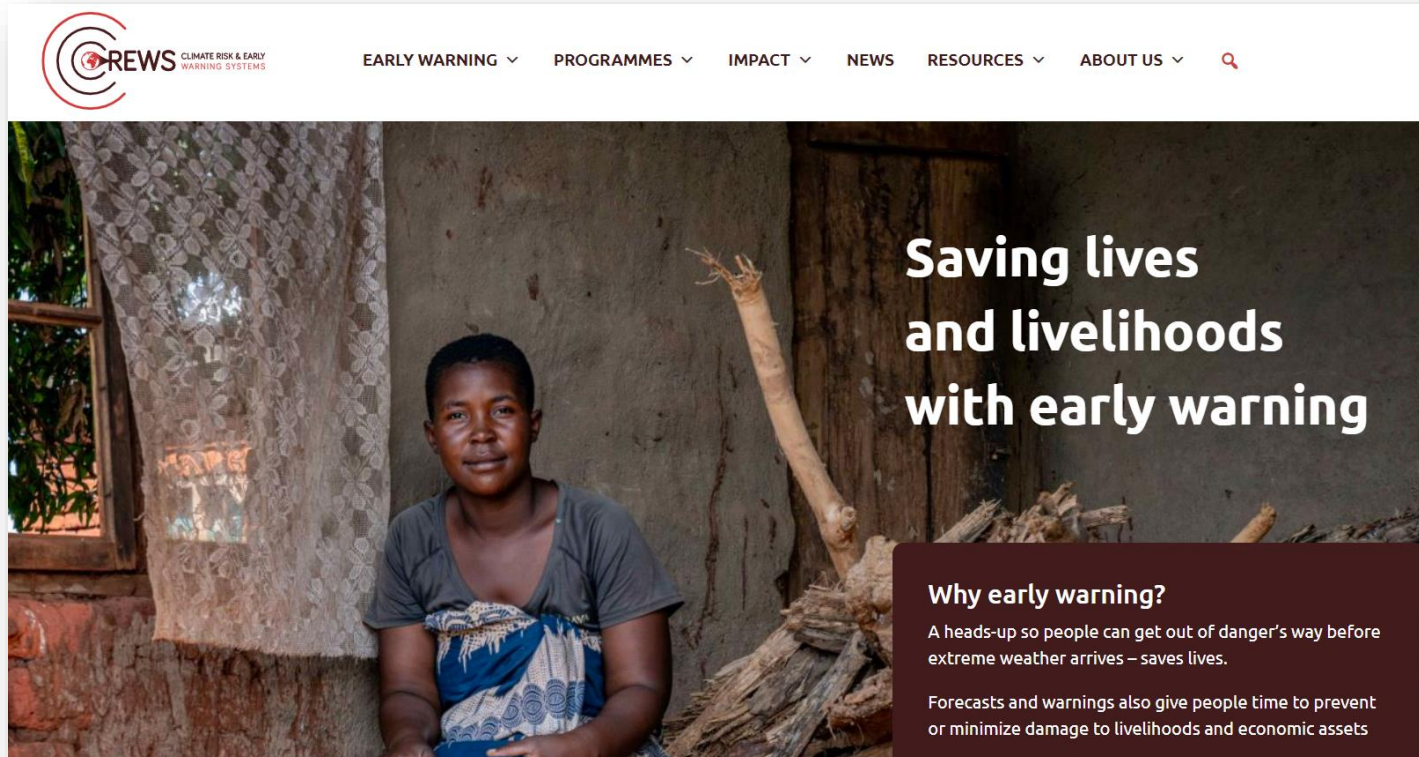 CREWS CLIMATE RISK & EARLY
WARNING SYSTEMS
EARLY WARNING
PROGRAMMES
IMPACT
NEWS
RESOURCES
ABOUT US
Saving lives
and livelihoods
with early warning
Why early warning?
A heads-up so people can get out of danger’s way before
extreme weather arrives – saves lives.
Forecasts and warnings also give people time to prevent
or minimize damage to livelihoods and economic assets